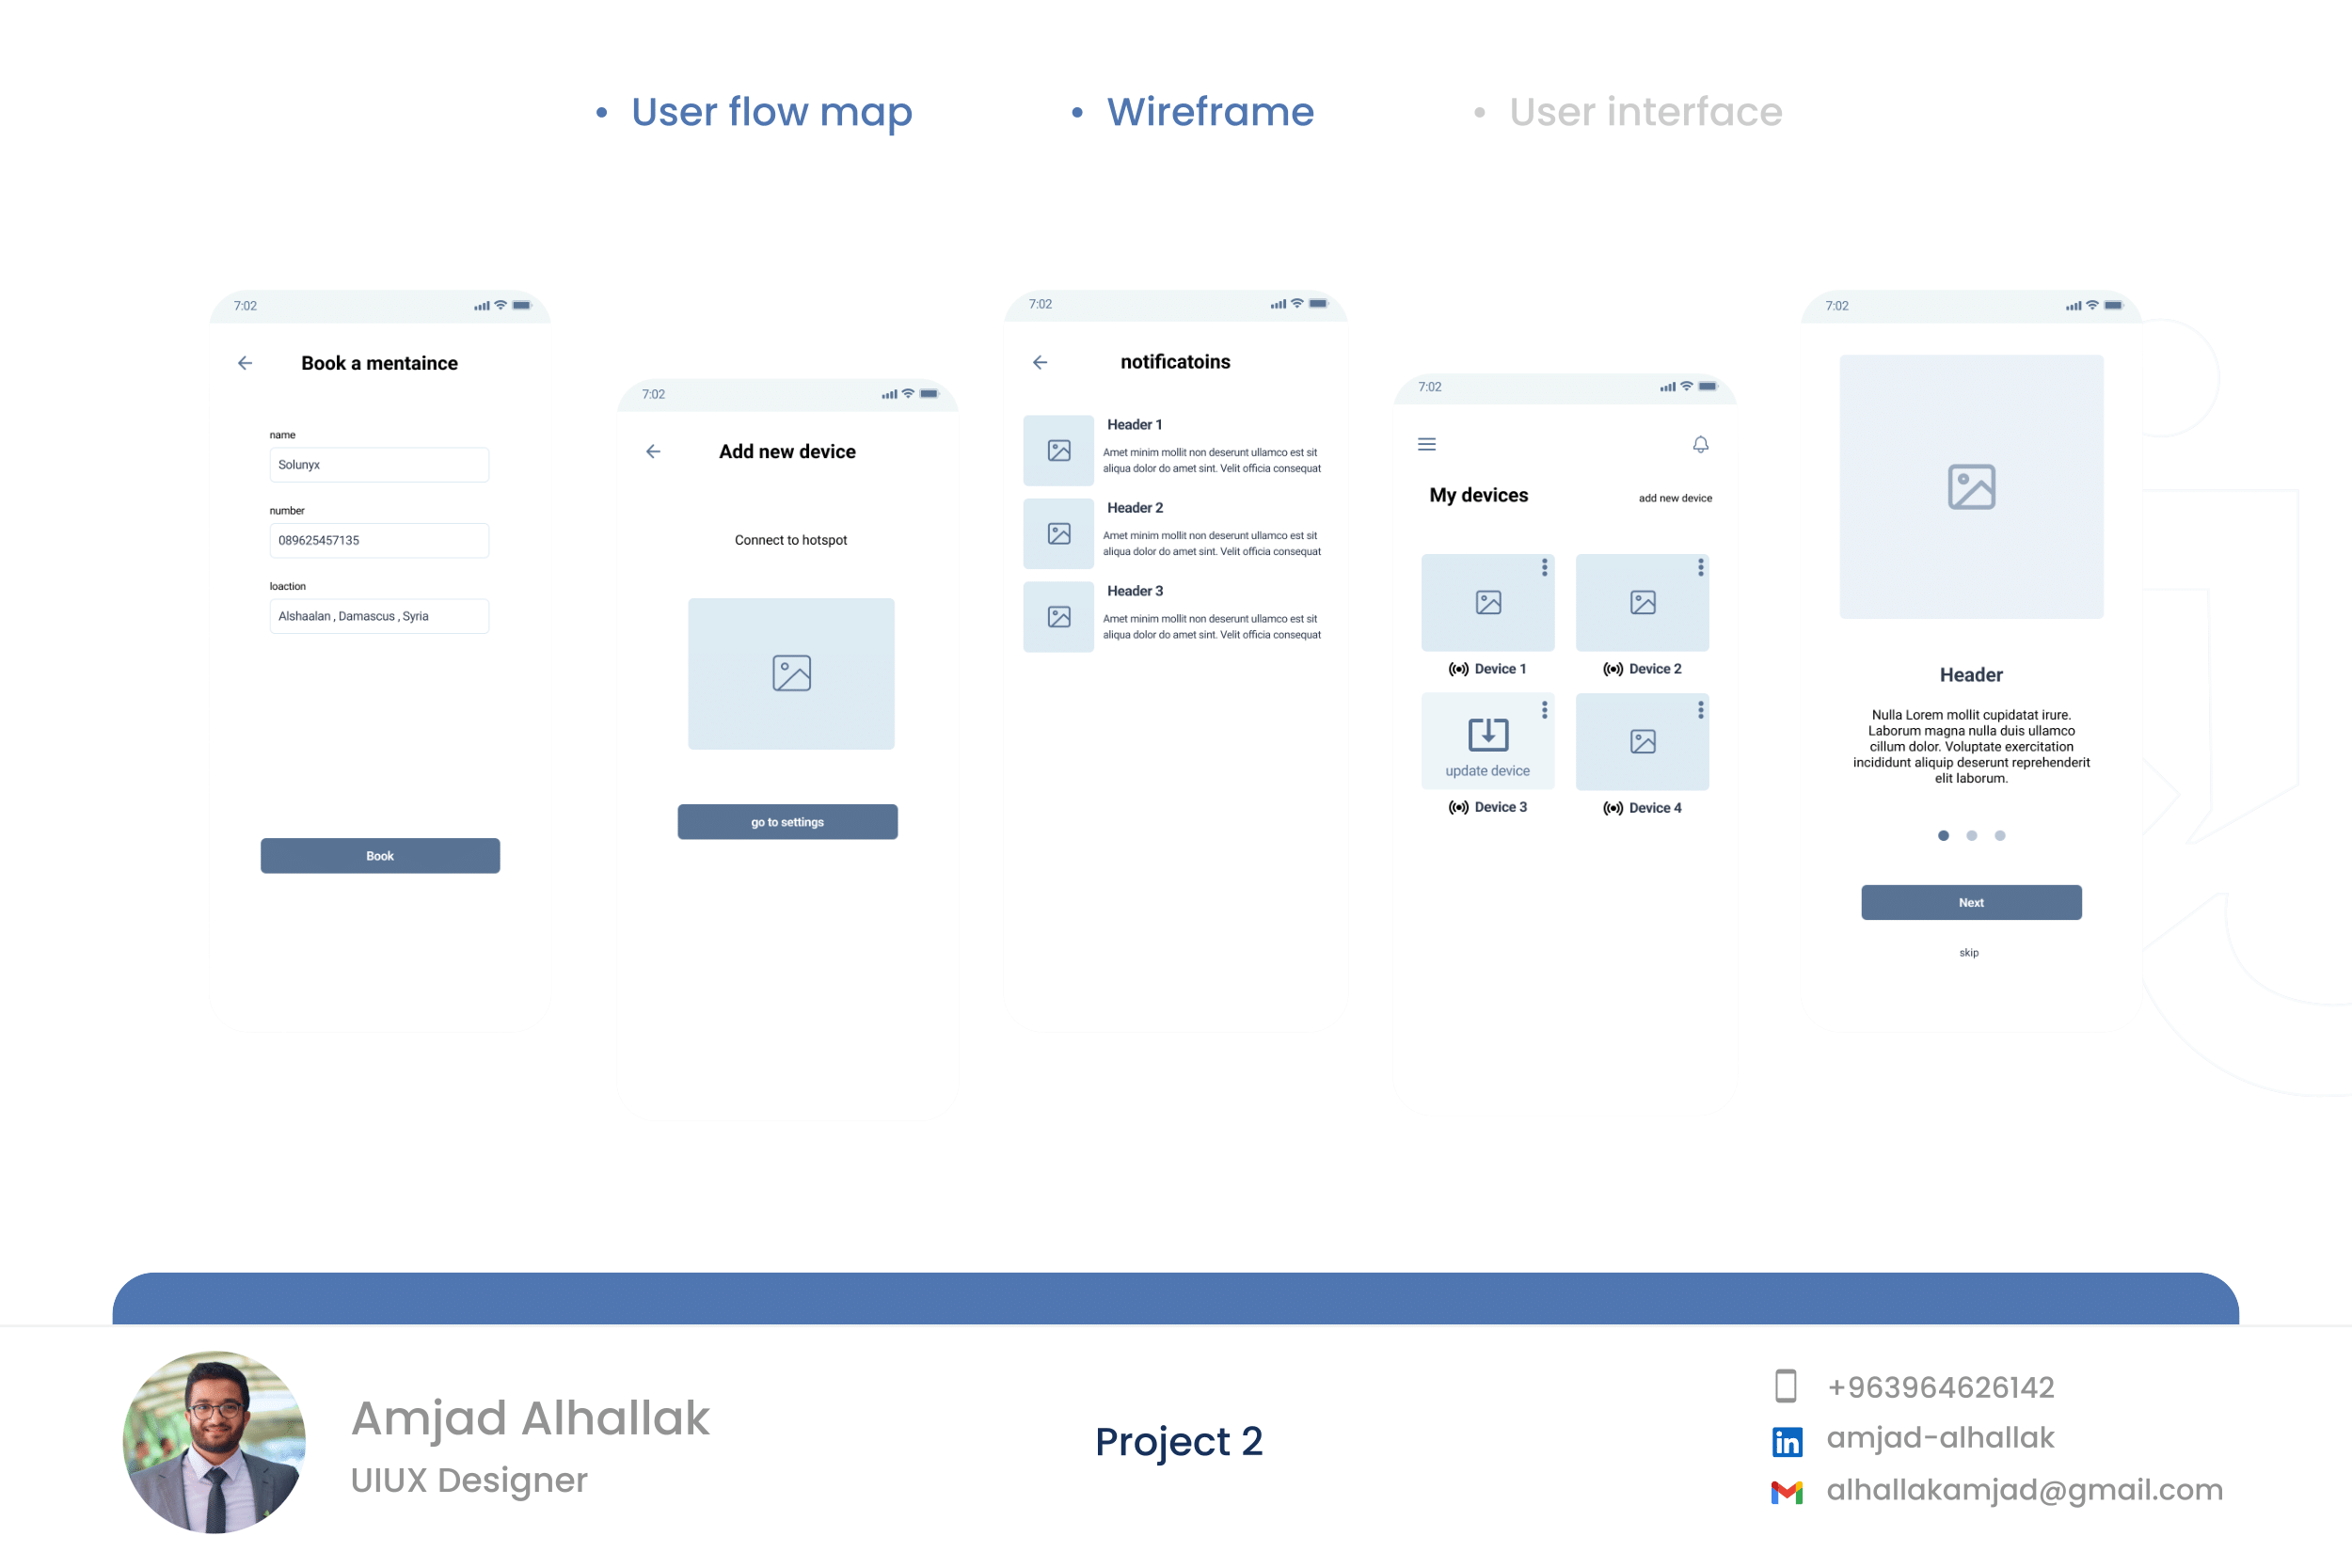 User flow map
Wireframe
User interface
7:02
Book a mentaince
name
Solunyx
number
089625457135
loaction
Alshaalan , Damascus , Syria
Book
7:02
Add new device
Connect to hotspot
go to settings
7:02
notificatoins
Header 1
Amet minim mollit non deserunt ullamco est sit
aliqua dolor do amet sint. Velit officia consequat
Header 2
Amet minim mollit non deserunt ullamco est sit
aliqua dolor do amet sint. Velit officia consequat
Header 3
Amet minim mollit non deserunt ullamco est sit
aliqua dolor do amet sint. Velit officia consequat
7:02
My devices
add new device
Device 1
Device 2
update device
Device 3
Device 4
7:02
Header
Nulla Lorem mollit cupidatat irure.
Laborum magna nulla duis ullamco
cillum dolor. Voluptate exercitation
incididunt aliquip deserunt reprehenderit
elit laborum.
Next
skip
Amjad Alhallak
UIUX Designer
Project 2
+963964626142
in
amjad-alhallak
alhallakamjad@gmail.com